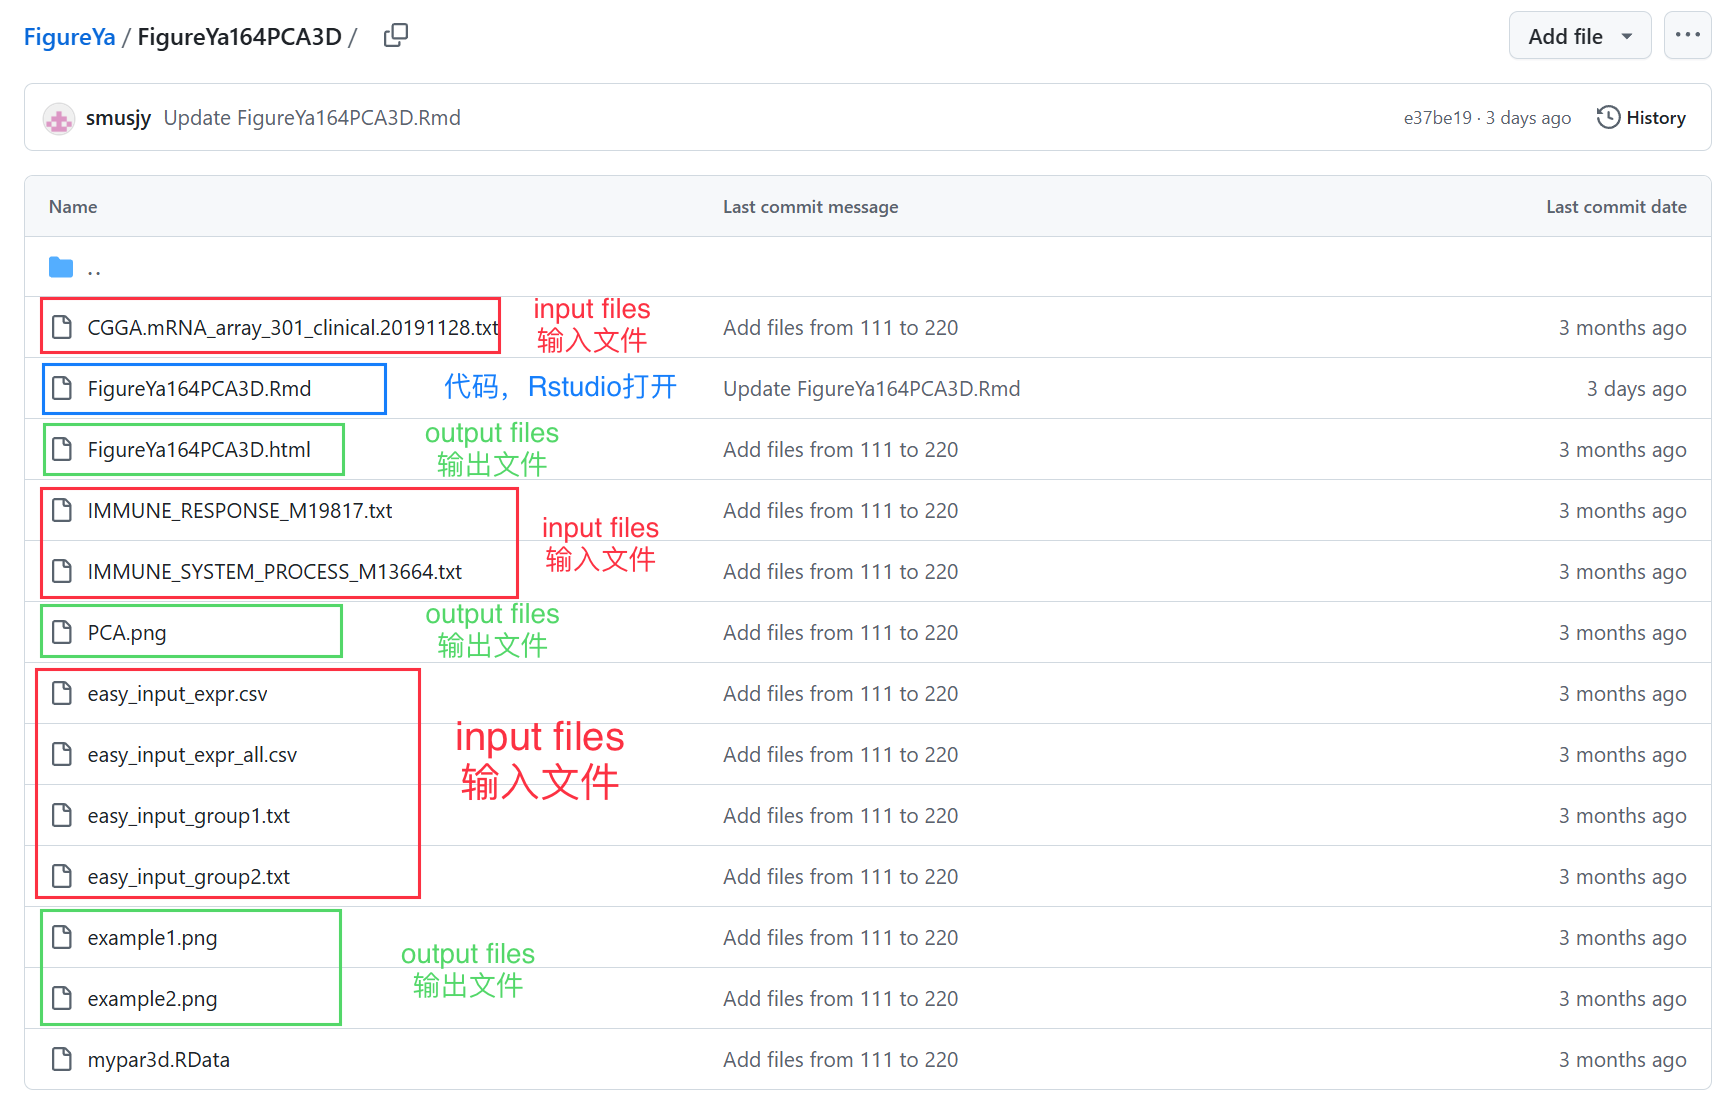 FigureYa / FigureYa164PCA3D /
Add file
smusjy Update FigureYa164PCA3D.Rmd
e37be19 · 3 days ago
History
Name
Last commit message
Last commit date
..
CGGA.mRNA_array_301_clinical.20191128.txt
input files
输入文件
Add files from 111 to 220
3 months ago
FigureYa164PCA3D.Rmd
代码，Rstudio打开
Update FigureYa164PCA3D.Rmd
3 days ago
FigureYa164PCA3D.html
output files
输出文件
Add files from 111 to 220
3 months ago
IMMUNE_RESPONSE_M19817.txt
Add files from 111 to 220
3 months ago
input files
输入文件
IMMUNE_SYSTEM_PROCESS_M13664.txt
Add files from 111 to 220
3 months ago
PCA.png
output files
输出文件
Add files from 111 to 220
3 months ago
easy_input_expr.csv
Add files from 111 to 220
3 months ago
input files
输入文件
easy_input_expr_all.csv
Add files from 111 to 220
3 months ago
easy_input_group1.txt
Add files from 111 to 220
3 months ago
easy_input_group2.txt
Add files from 111 to 220
3 months ago
example1.png
Add files from 111 to 220
3 months ago
output files
输出文件
example2.png
Add files from 111 to 220
3 months ago
mypar3d.RData
Add files from 111 to 220
3 months ago